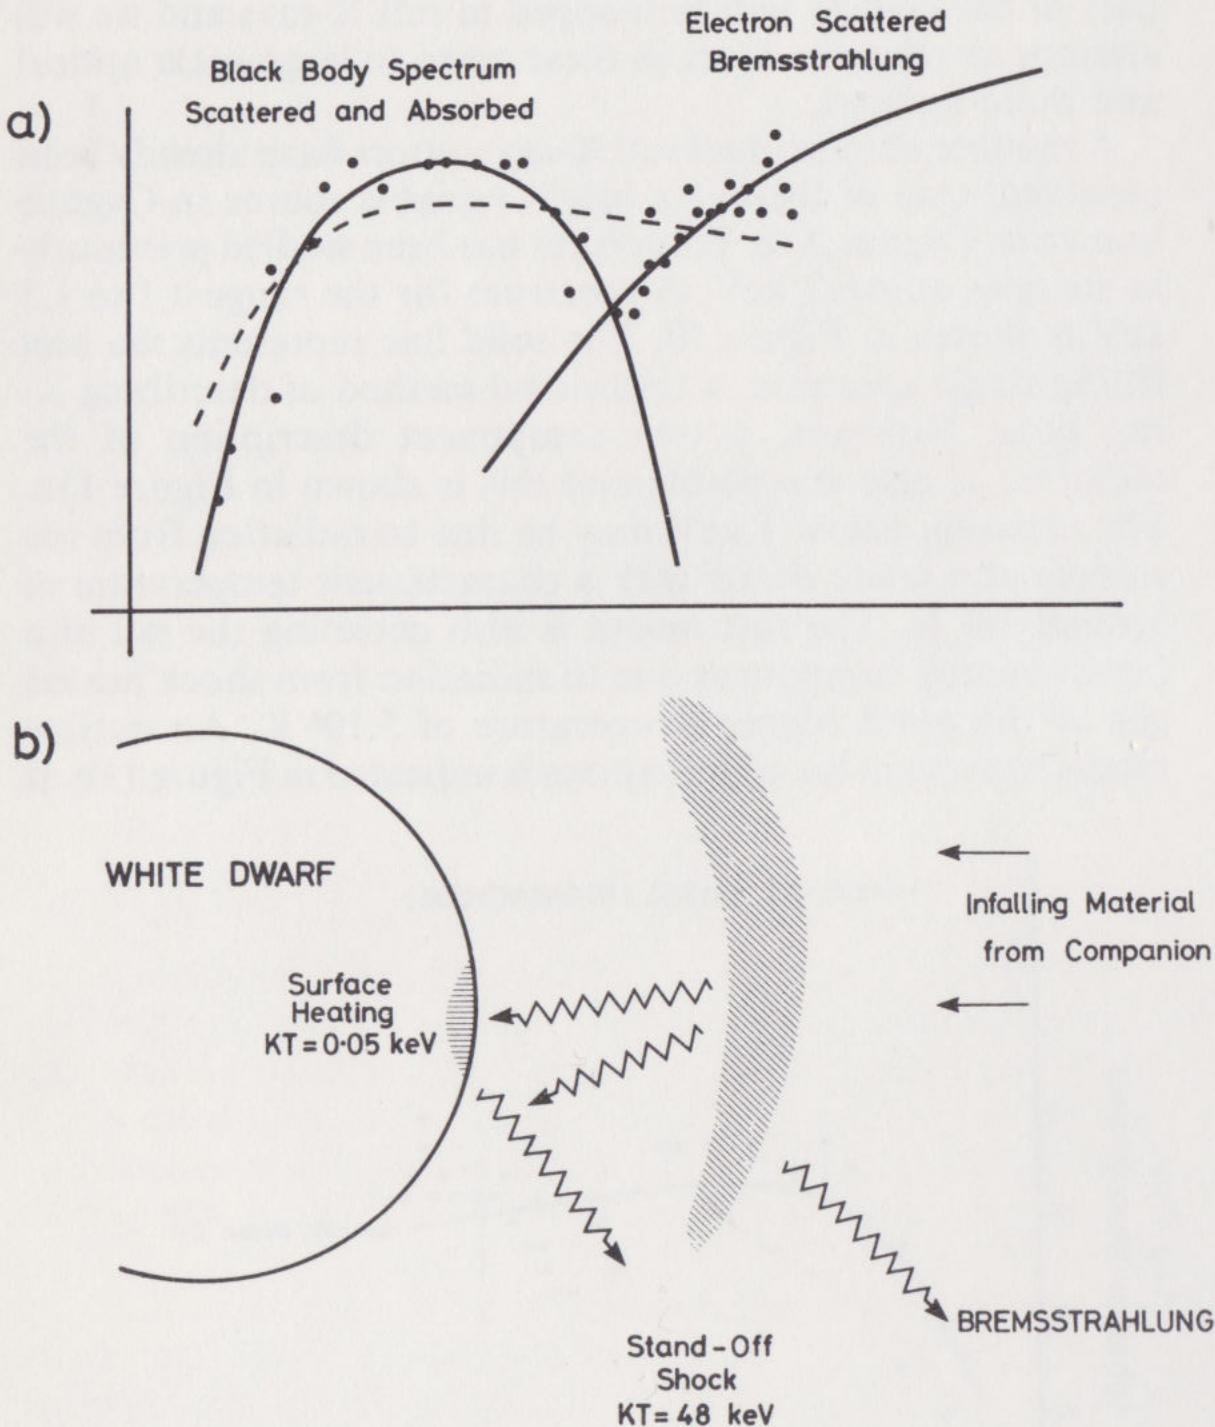 Electron Scattered
Bremsstrahlung
Black Body Spectrum
Scattered and Absorbed
a)
b)
WHITE DWARF
Infalling Material
from Companion
Surface
Heating
KT = 0·05 keV
BREMSSTRAHLUNG
Stand-Off
Shock
KT = 48 keV